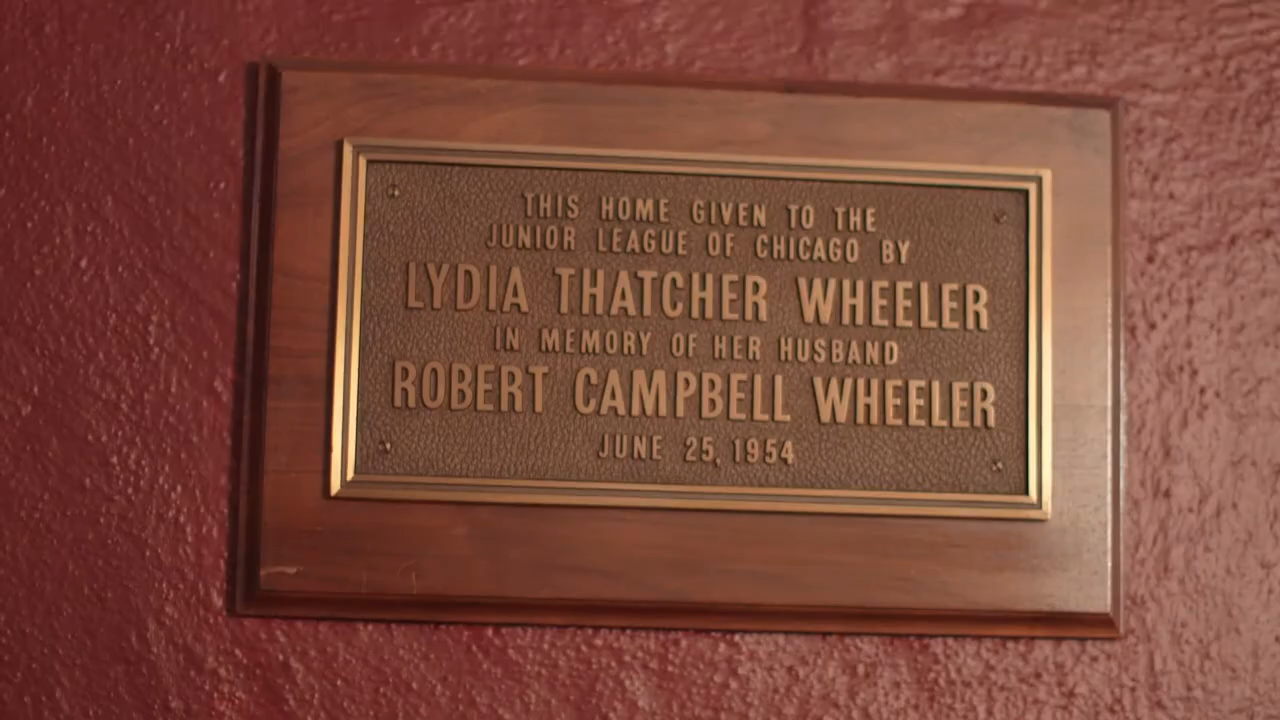 THIS HOME GIVEN TO THE
JUNIOR LEAGUE OF CHICAGO BY
LYDIA THATCHER WHEELER
IN MEMORY OF HER HUSBAND
ROBERT CAMPBELL WHEELER
JUNE 25, 1954